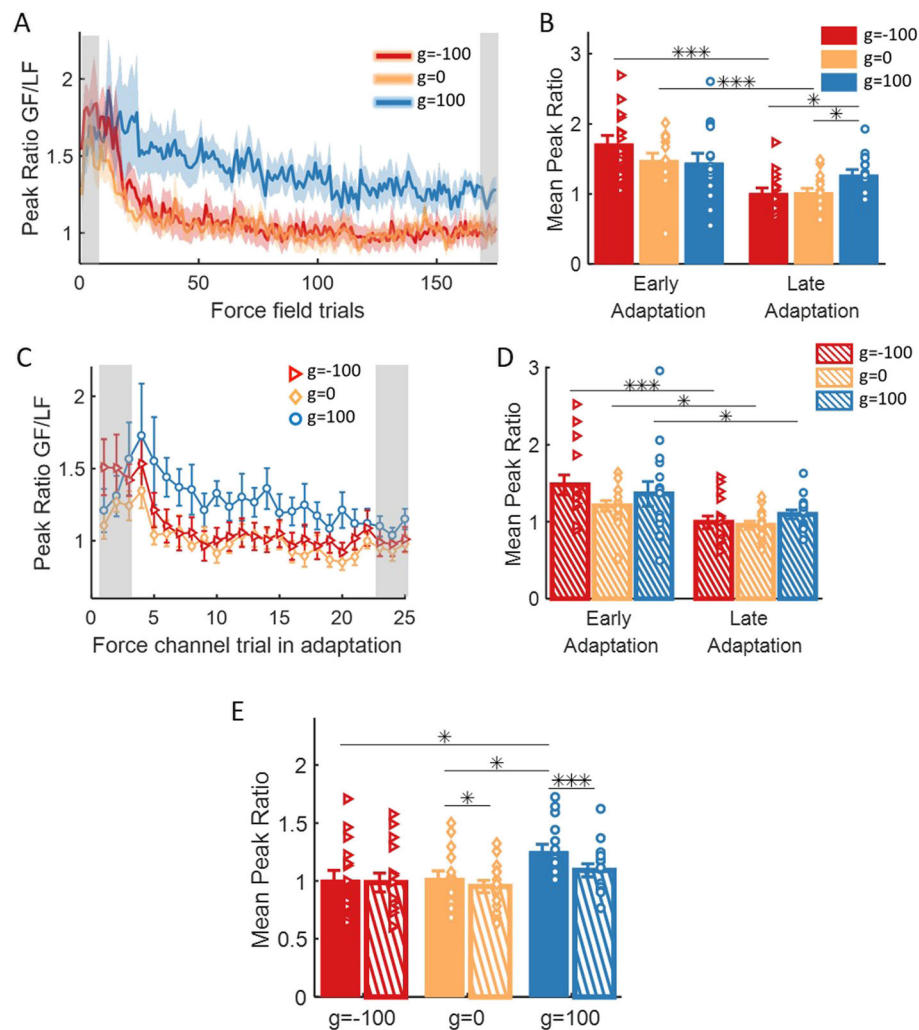 A
Peak Ratio GF/LF
2
1.5
1
50
100
150
Force field trials
g=-100
g=0
g=100
B
Mean Peak Ratio
3
2
1
0
***
***
*
*
g=-100
g=0
g=100
Early
Adaptation
Late
Adaptation
C
Peak Ratio GF/LF
2
1.5
1
0
5
10
15
20
25
Force channel trial in adaptation
g=-100
g=0
g=100
D
Mean Peak Ratio
3
2
1
0
***
*
*
g=-100
g=0
g=100
Early
Adaptation
Late
Adaptation
E
Mean Peak Ratio
2
1.5
1
0.5
0
*
*
*
***
g=-100
g=0
g=100